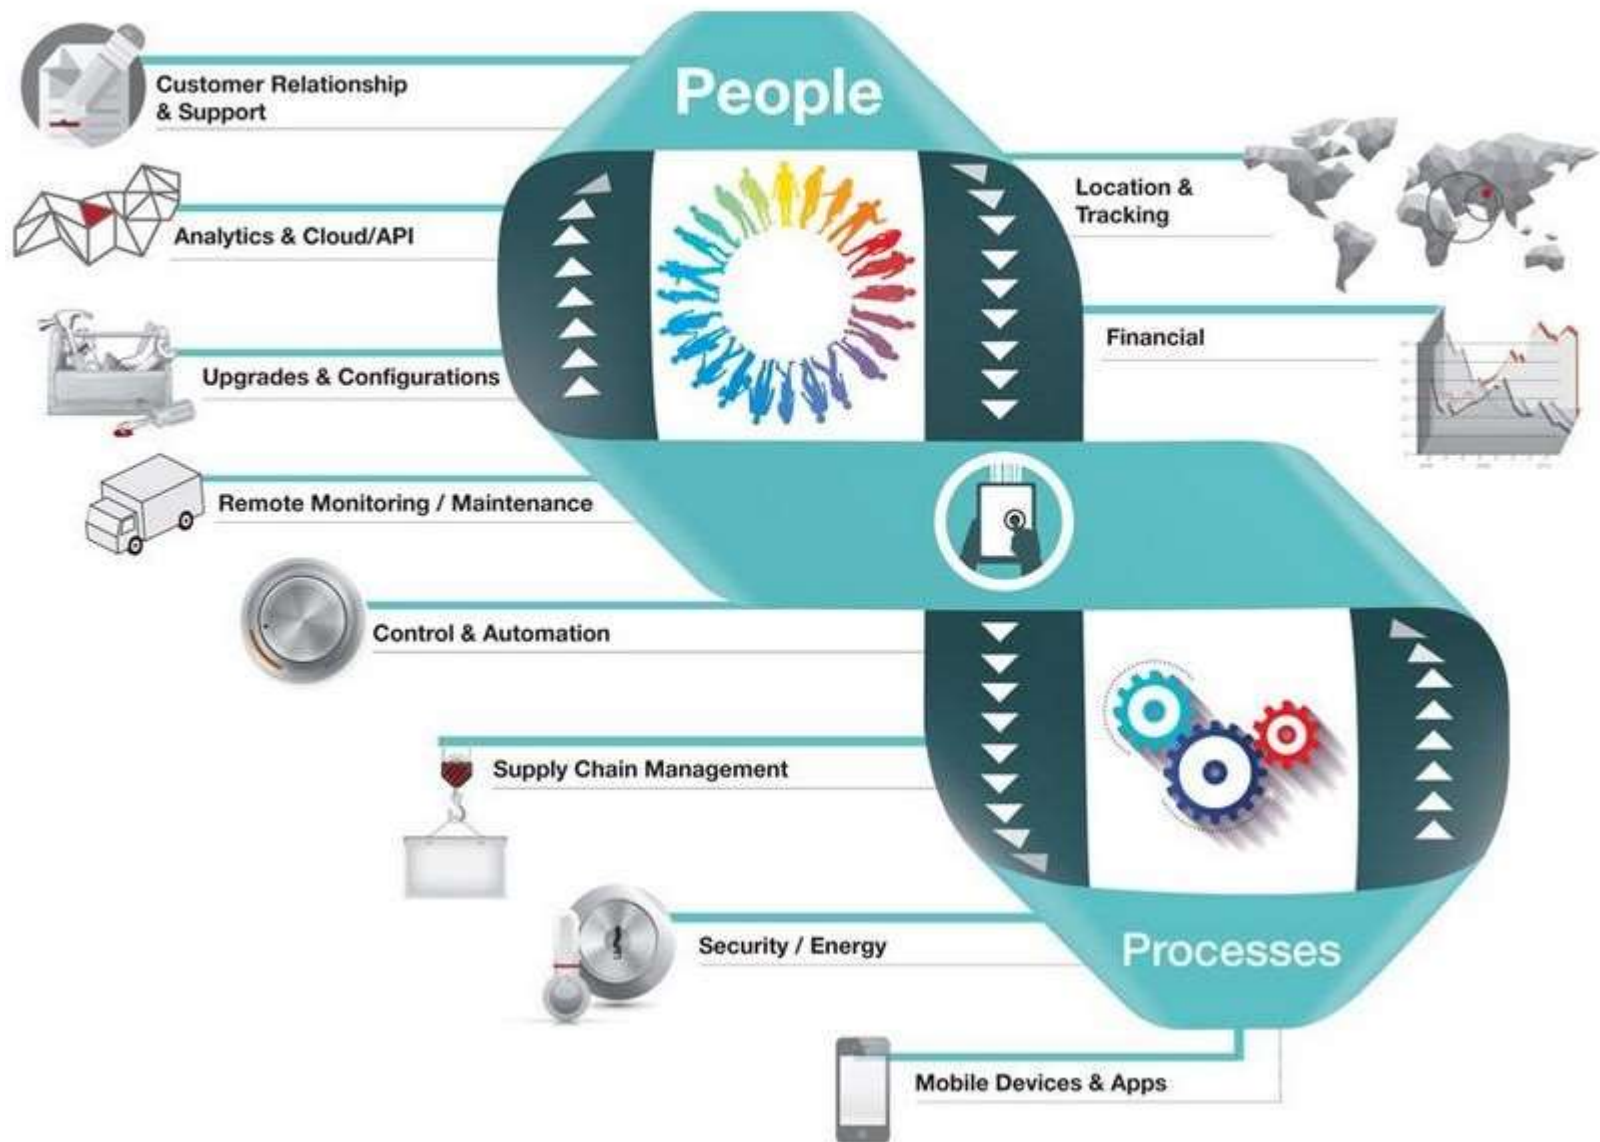 People
Customer Relationship
& Support
Location &
Tracking
Analytics & Cloud/API
Financial
Upgrades & Configurations
Remote Monitoring / Maintenance
Control & Automation
Supply Chain Management
Security / Energy
Processes
Mobile Devices & Apps